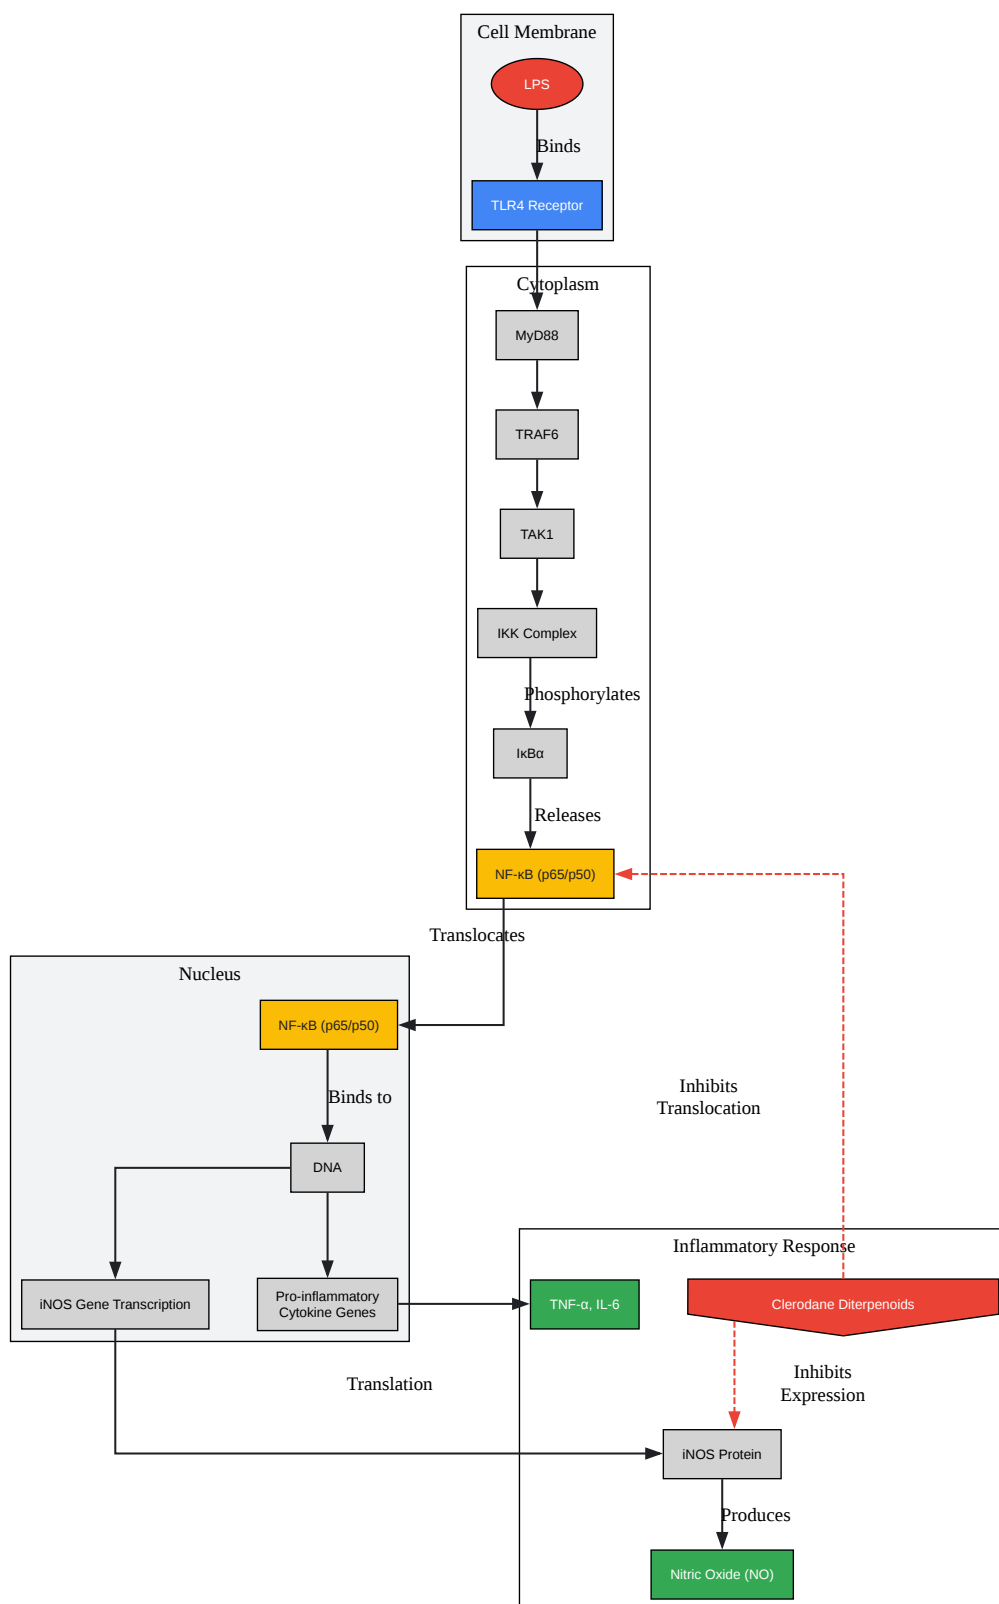 Cell Membrane
LPS
Binds
TLR4 Receptor
Cytoplasm
MyD88
TRAF6
TAK1
IKK Complex
Phosphorylates
IκBα
Releases
NF-κB (p65/p50)
Translocates
Nucleus
NF-κB (p65/p50)
Binds to
Inhibits
Translocation
DNA
Inflammatory Response
iNOS Gene Transcription
Pro-inflammatory
Cytokine Genes
TNF-α, IL-6
Clerodane Diterpenoids
Translation
Inhibits
Expression
iNOS Protein
Produces
Nitric Oxide (NO)